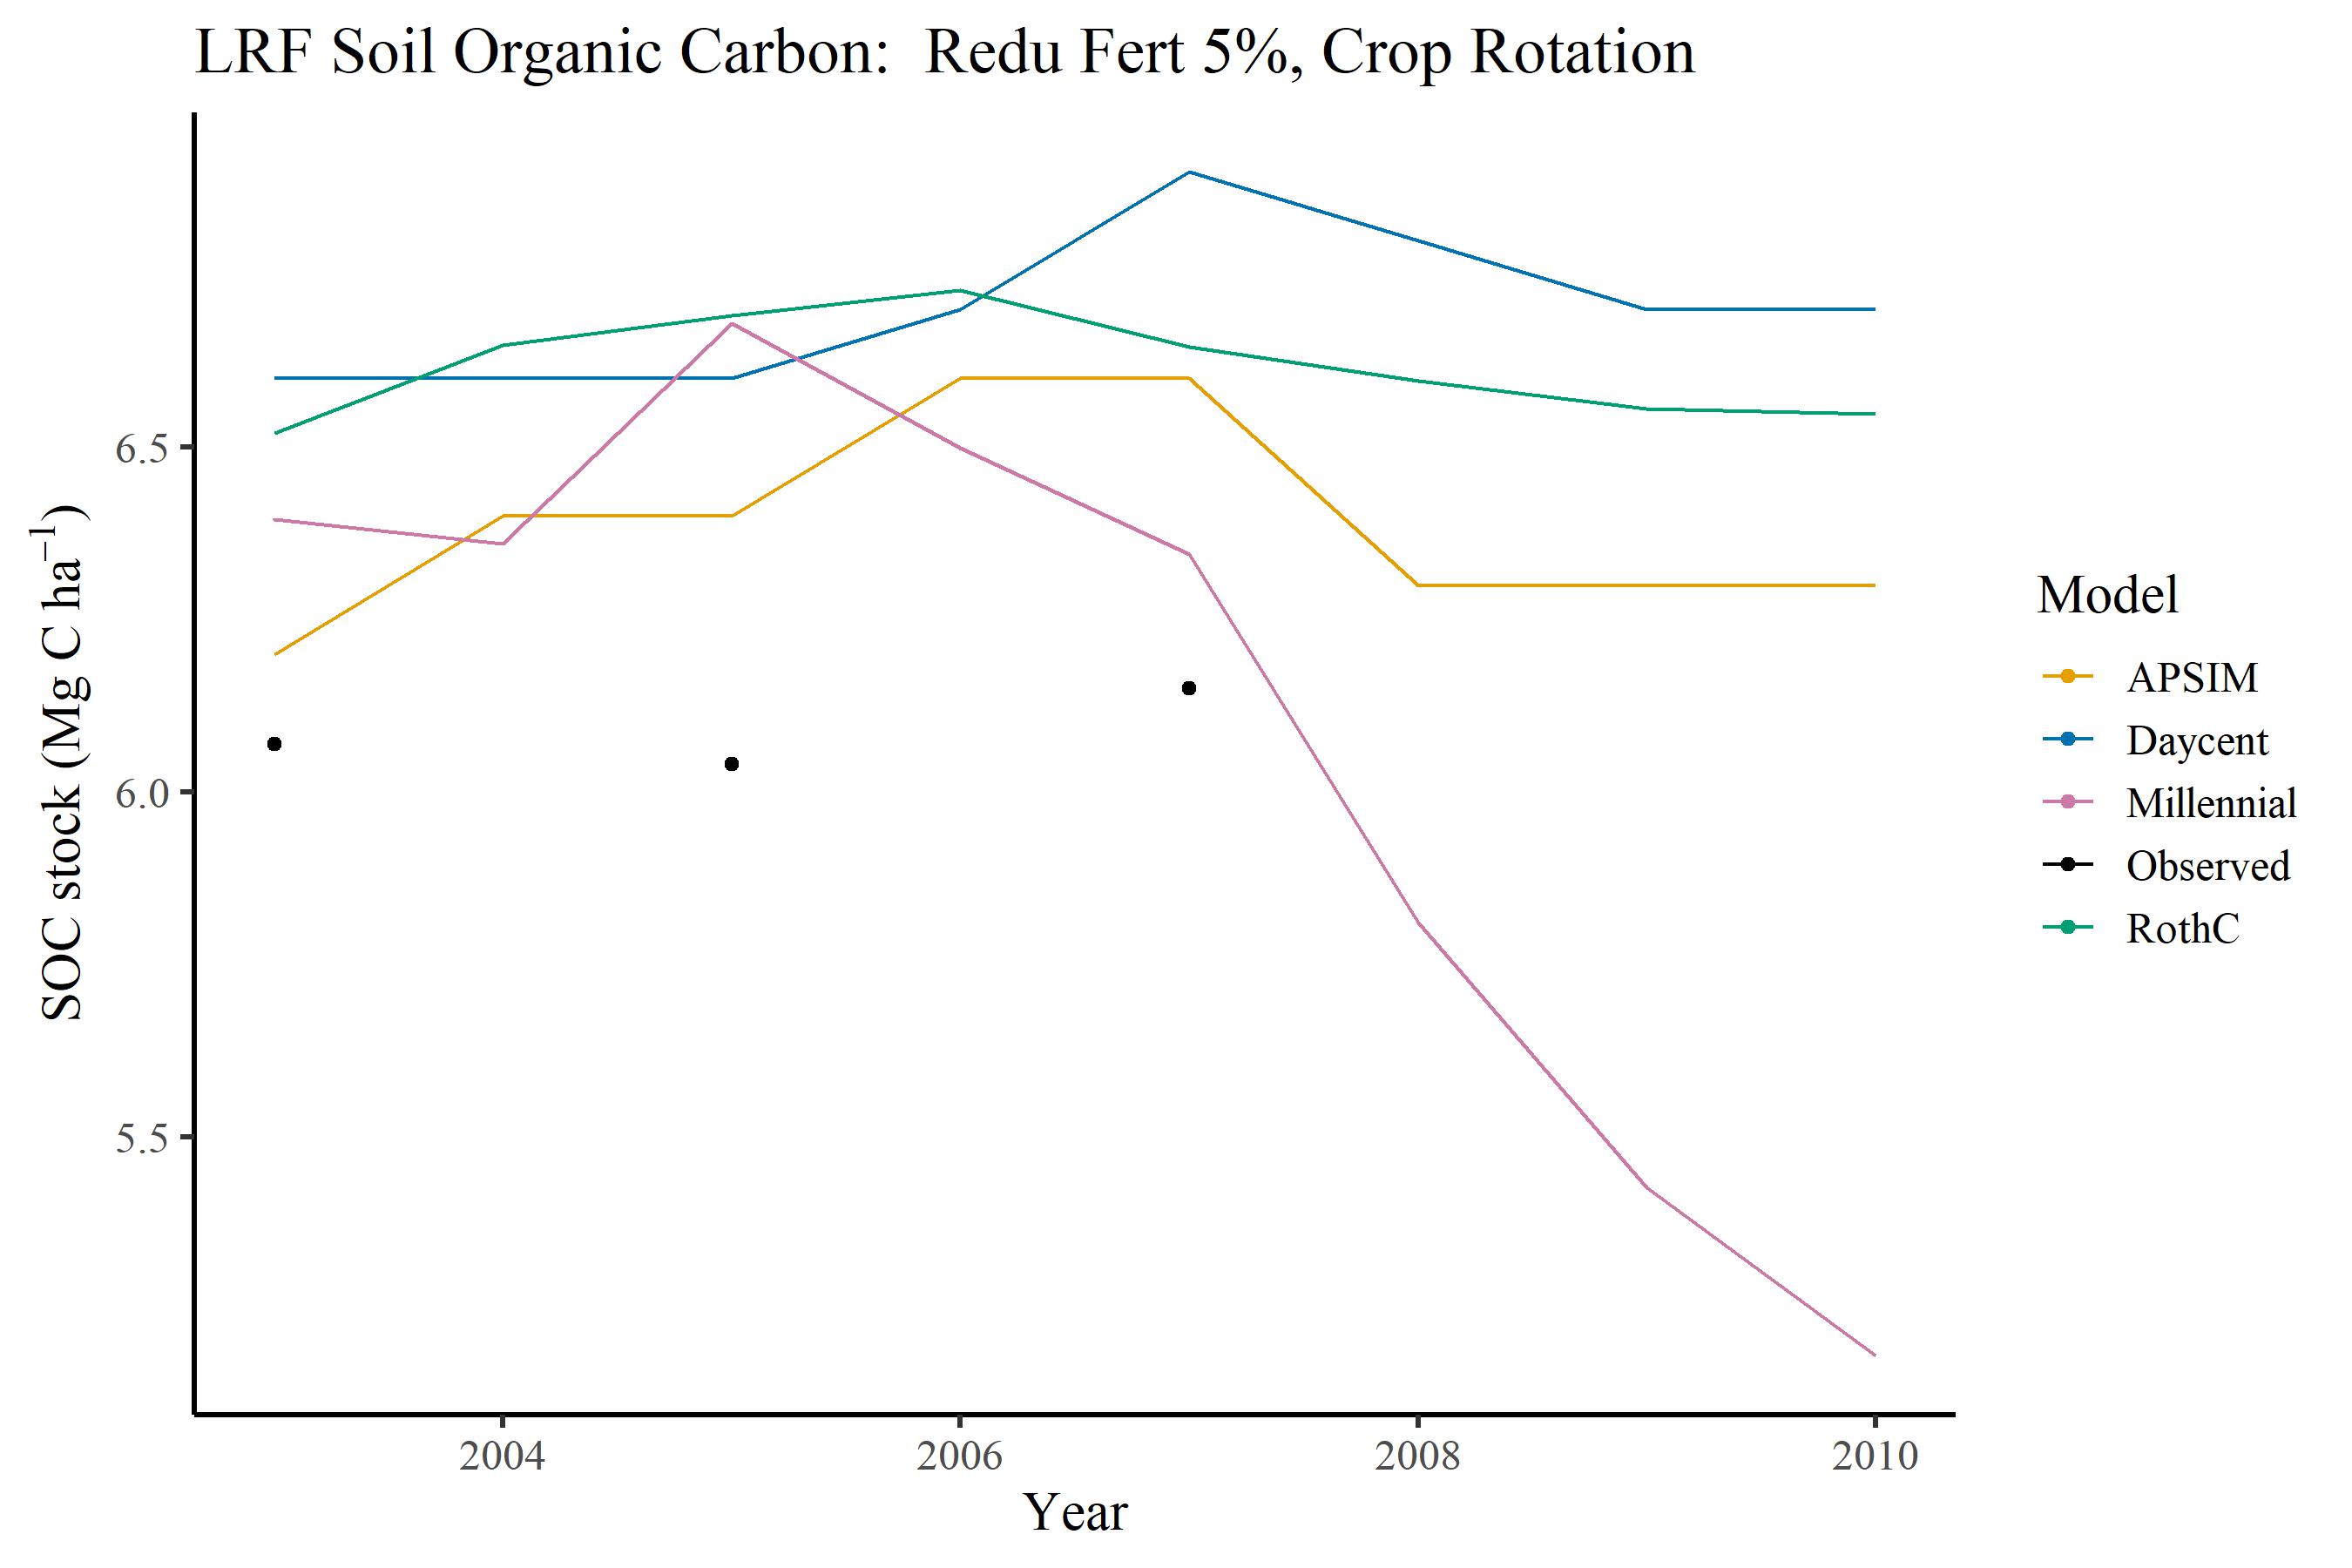 LRF Soil Organic Carbon:  Redu Fert 5%, Crop Rotation
SOC stock (Mg C ha⁻¹)
6.5
6.0
5.5
2004
2006
2008
2010
Year
Model
APSIM
Daycent
Millennial
Observed
RothC